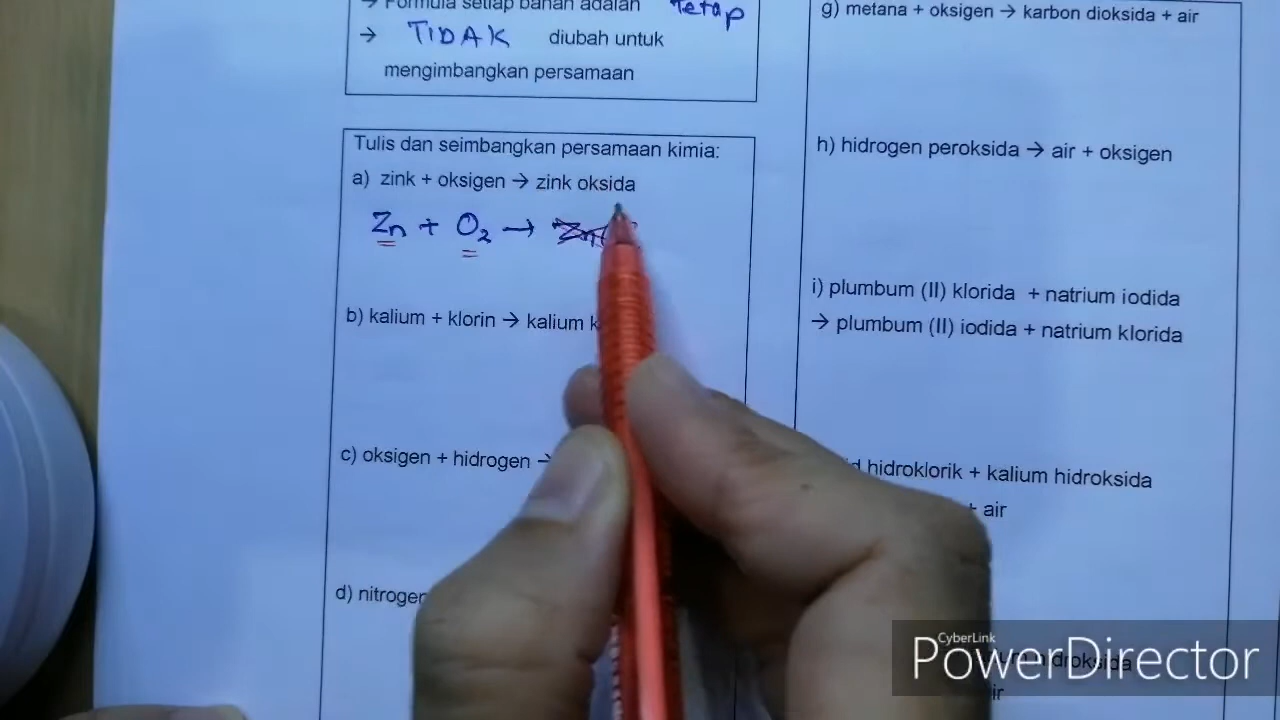 → Formula setiap bahan adalah Tetap
→ TIDAK diubah untuk
mengimbangkan persamaan
Tulis dan seimbangkan persamaan kimia:
a) zink + oksigen → zink oksida
Zn + O₂ →
b) kalium + klorin → kalium
c) oksigen + hidrogen
d) nitrogen
g) metana + oksigen → karbon dioksida + air
h) hidrogen peroksida → air + oksigen
i) plumbum (II) klorida + natrium iodida
→ plumbum (II) iodida + natrium klorida
hidroklorik + kalium hidroksida
+ air
CyberLink
PowerDirector